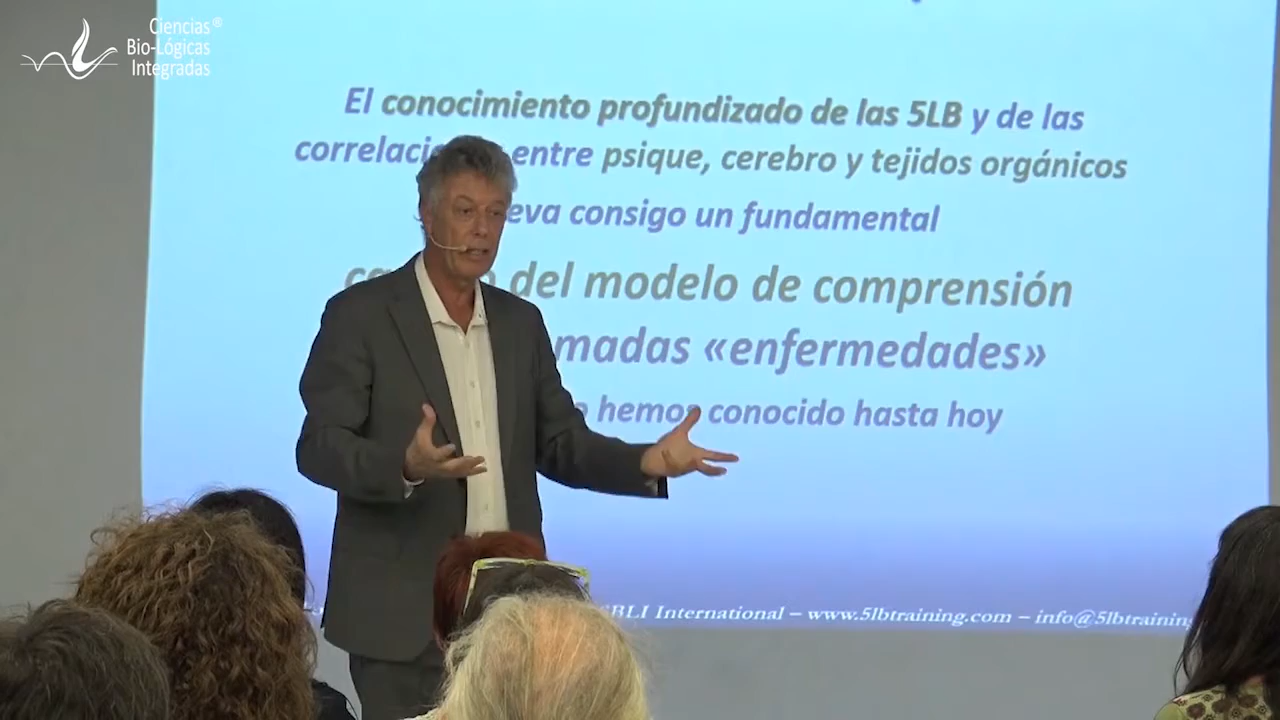 Ciencias®
Bio-Lógicas
Integradas
El conocimiento profundizado de las 5LB y de las
entre psique, cerebro y tejidos orgánicos
consigo un fundamental
del modelo de comprensión
«enfermedades»
hemos conocido hasta hoy
International – www.5lbtraining.com – info@5lbtraining